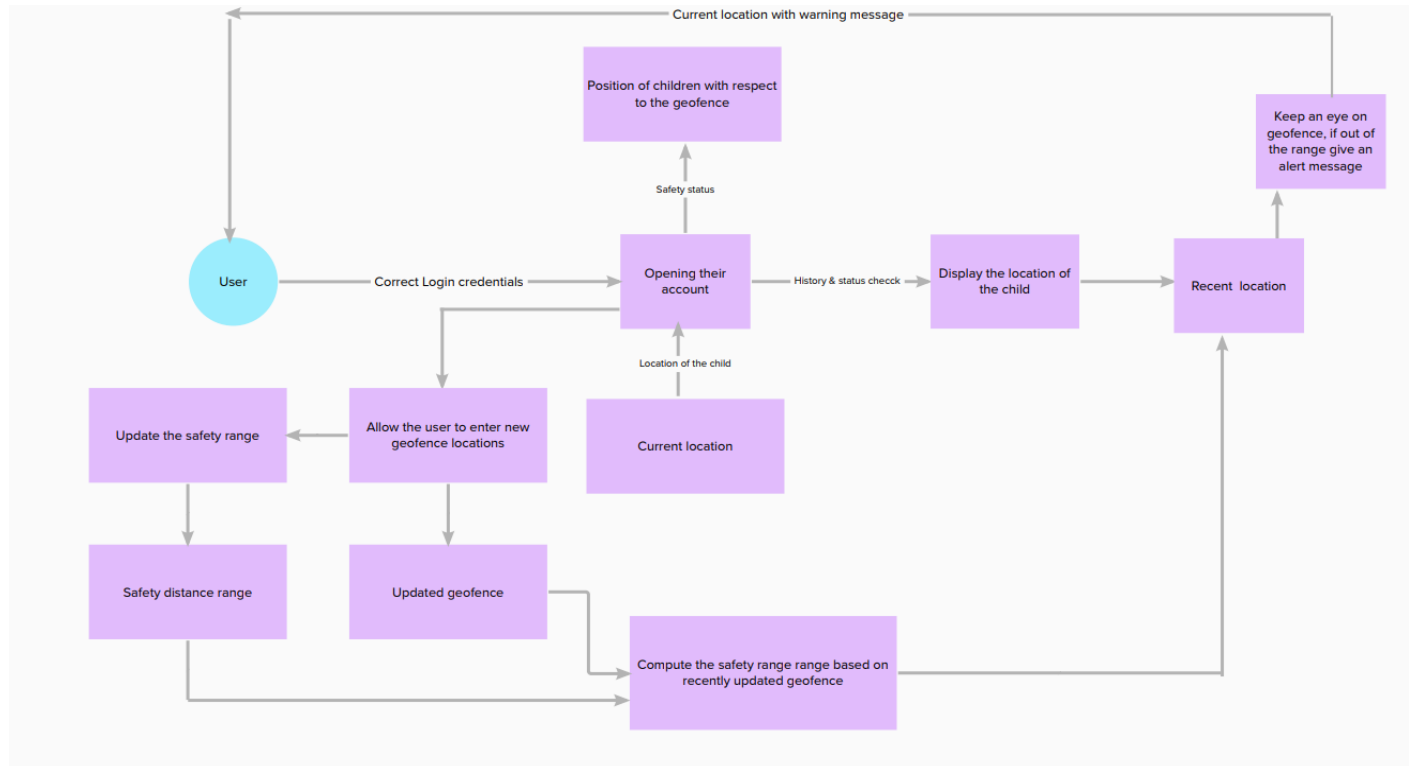 Current location with warning message
Position of children with respect
to the geofence
Keep an eye on
geofence, if out of
the range give an
alert message
Safety status
User
Correct Login credentials
Opening their
account
History & status checck
Display the location of
the child
Recent location
Location of the child
Update the safety range
Allow the user to enter new
geofence locations
Current location
Safety distance range
Updated geofence
Compute the safety range range based on
recently updated geofence